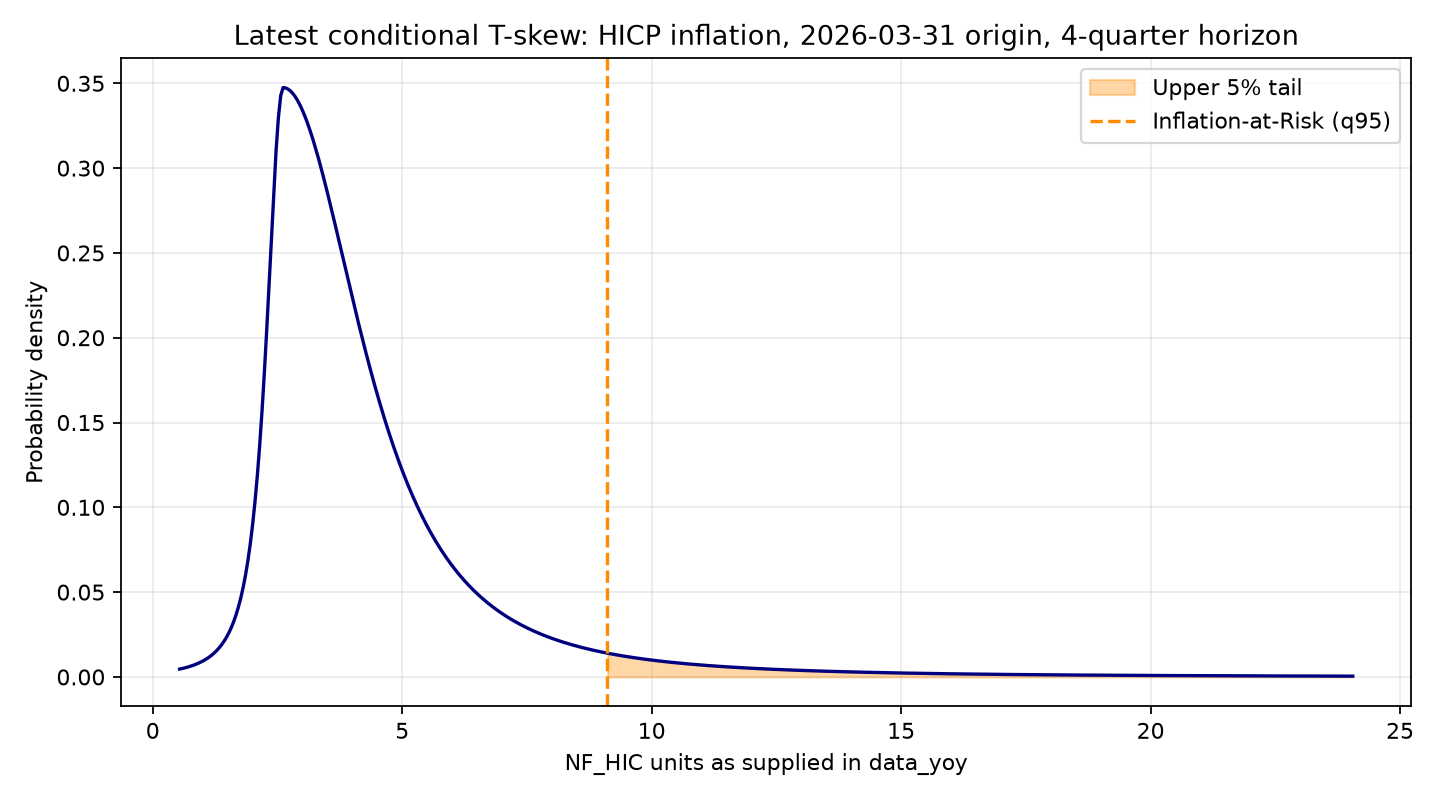 Latest conditional T-skew: HICP inflation, 2026-03-31 origin, 4-quarter horizon
Upper 5% tail
Inflation-at-Risk (q95)
Probability density
0.35
0.30
0.25
0.20
0.15
0.10
0.05
0.00
0 5 10 15 20 25
NF_HIC units as supplied in data_yoy